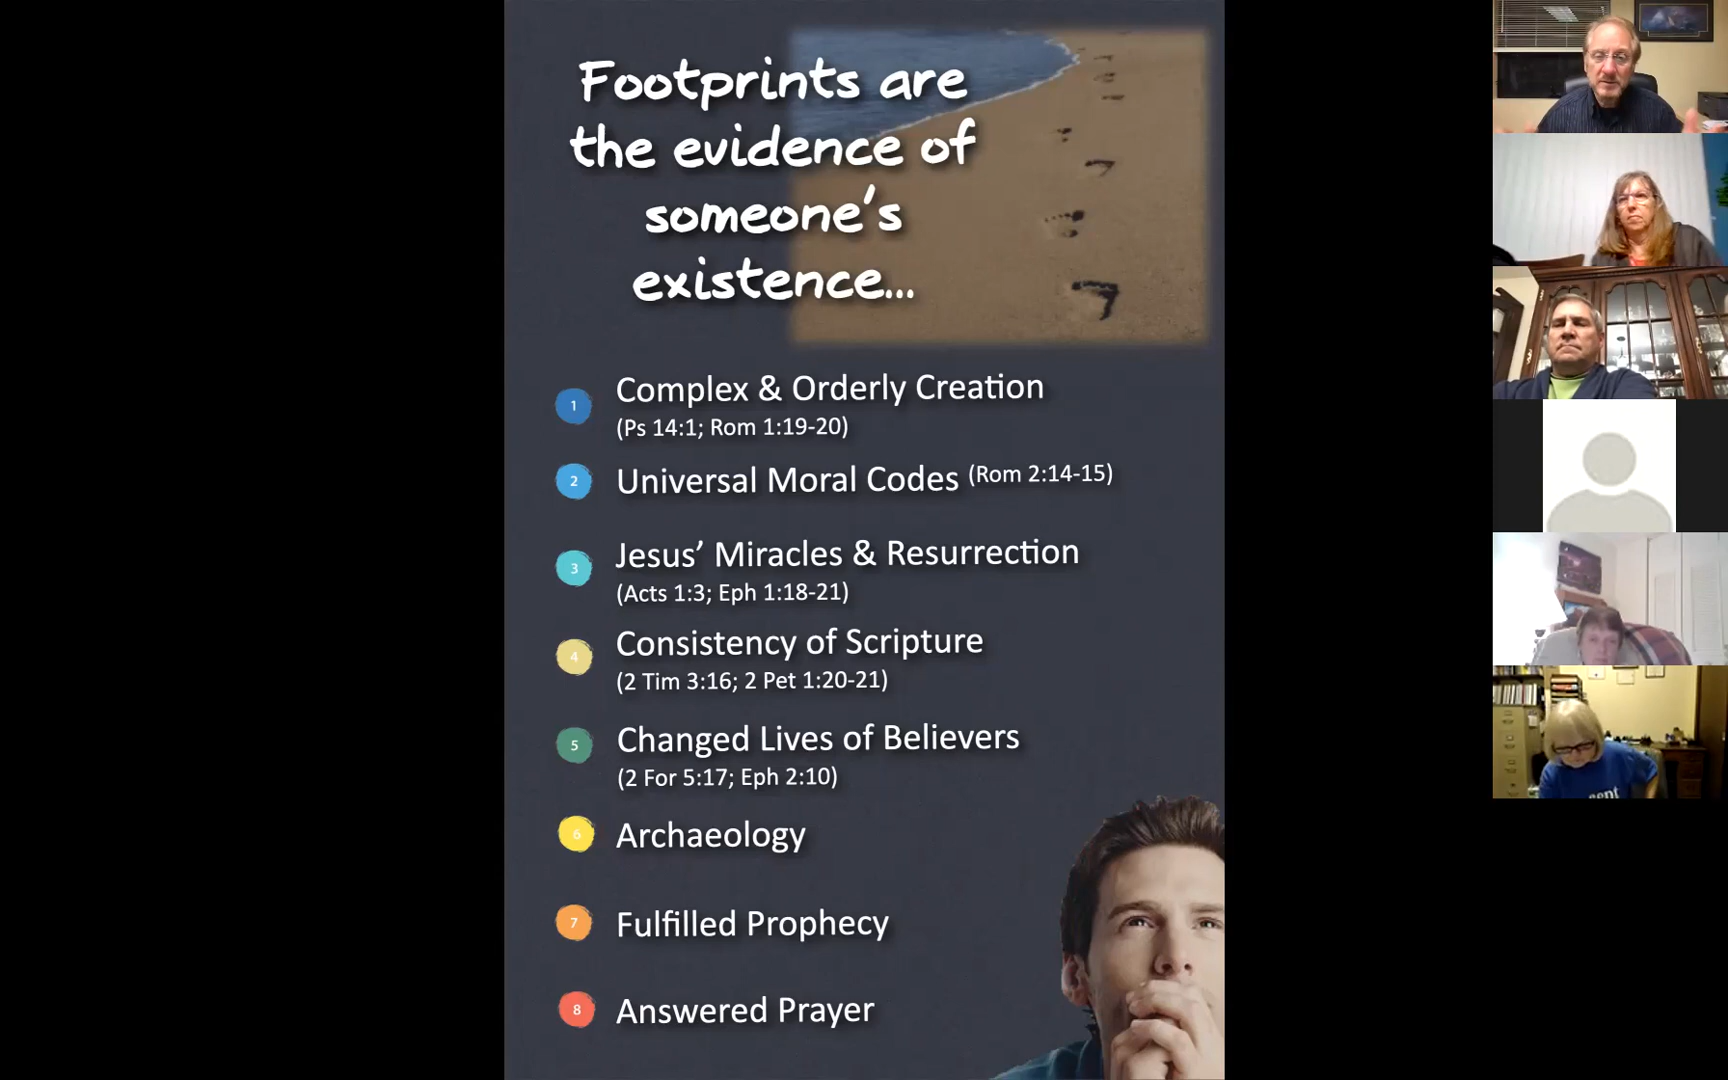 Footprints are
the evidence of
someone's
existence...
1 Complex & Orderly Creation
(Ps 14:1; Rom 1:19-20)
2 Universal Moral Codes (Rom 2:14-15)
3 Jesus' Miracles & Resurrection
(Acts 1:3; Eph 1:18-21)
4 Consistency of Scripture
(2 Tim 3:16; 2 Pet 1:20-21)
5 Changed Lives of Believers
(2 For 5:17; Eph 2:10)
6 Archaeology
7 Fulfilled Prophecy
8 Answered Prayer